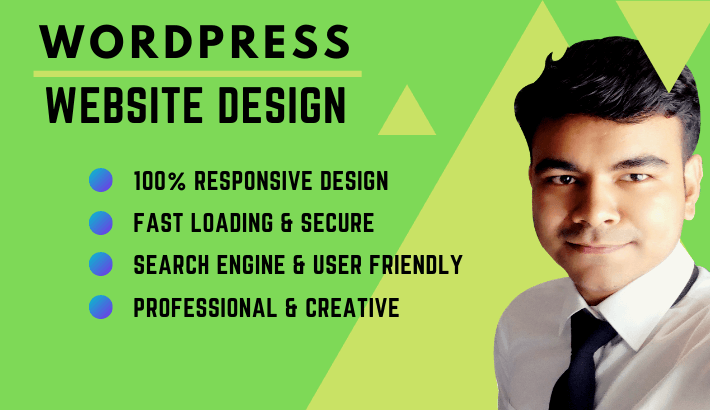 WORDPRESS
WEBSITE DESIGN
100% RESPONSIVE DESIGN
FAST LOADING & SECURE
SEARCH ENGINE & USER FRIENDLY
PROFESSIONAL & CREATIVE